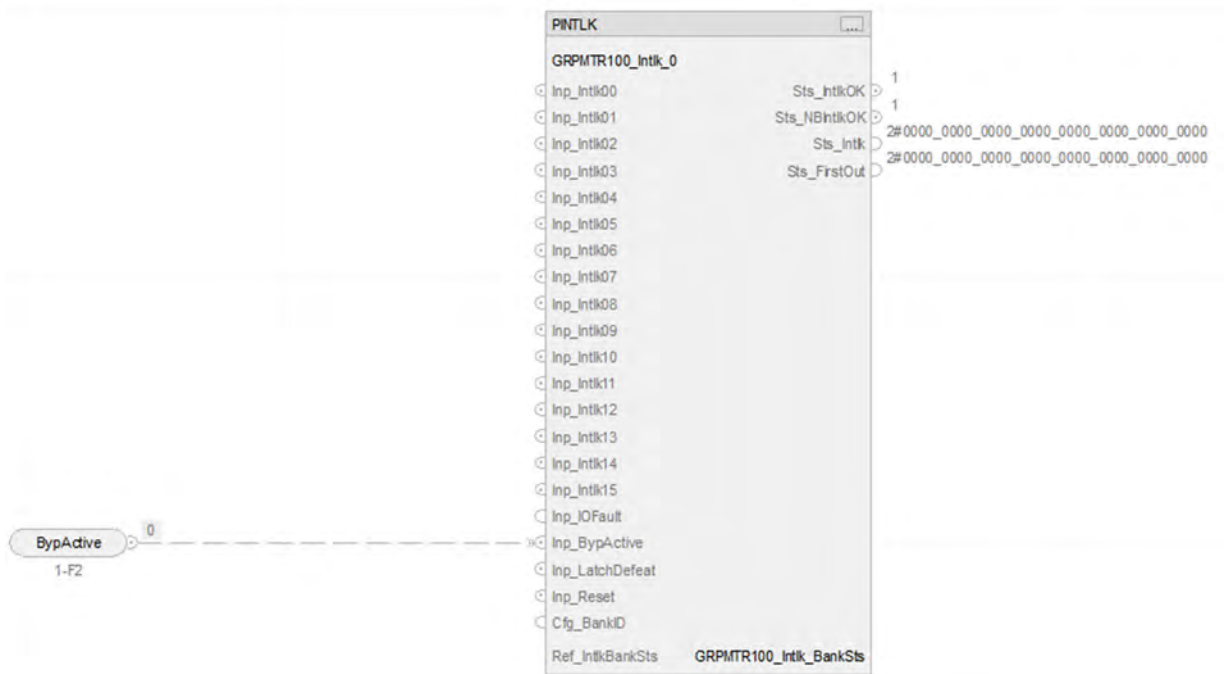 PINTLK ...
GRPMTR100_Intlk_0
1
Inp_Intlk00 Sts_IntlkOK
1
Inp_Intlk01 Sts_NBIntlkOK
2#0000_0000_0000_0000_0000_0000_0000_0000
Inp_Intlk02 Sts_Intlk
2#0000_0000_0000_0000_0000_0000_0000_0000
Inp_Intlk03 Sts_FirstOut
Inp_Intlk04
Inp_Intlk05
Inp_Intlk06
Inp_Intlk07
Inp_Intlk08
Inp_Intlk09
Inp_Intlk10
Inp_Intlk11
Inp_Intlk12
Inp_Intlk13
Inp_Intlk14
Inp_Intlk15
Inp_IOFault
0
BypActive Inp_BypActive
1-F2 Inp_LatchDefeat
Inp_Reset
Cfg_BankID
Ref_IntlkBankSts GRPMTR100_Intlk_BankSts